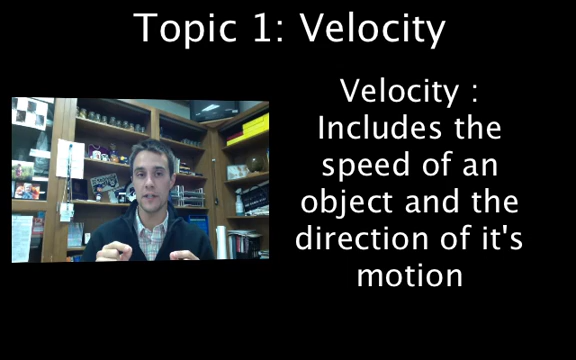 Topic 1: Velocity
Velocity :
Includes the
speed of an
object and the
direction of it's
motion